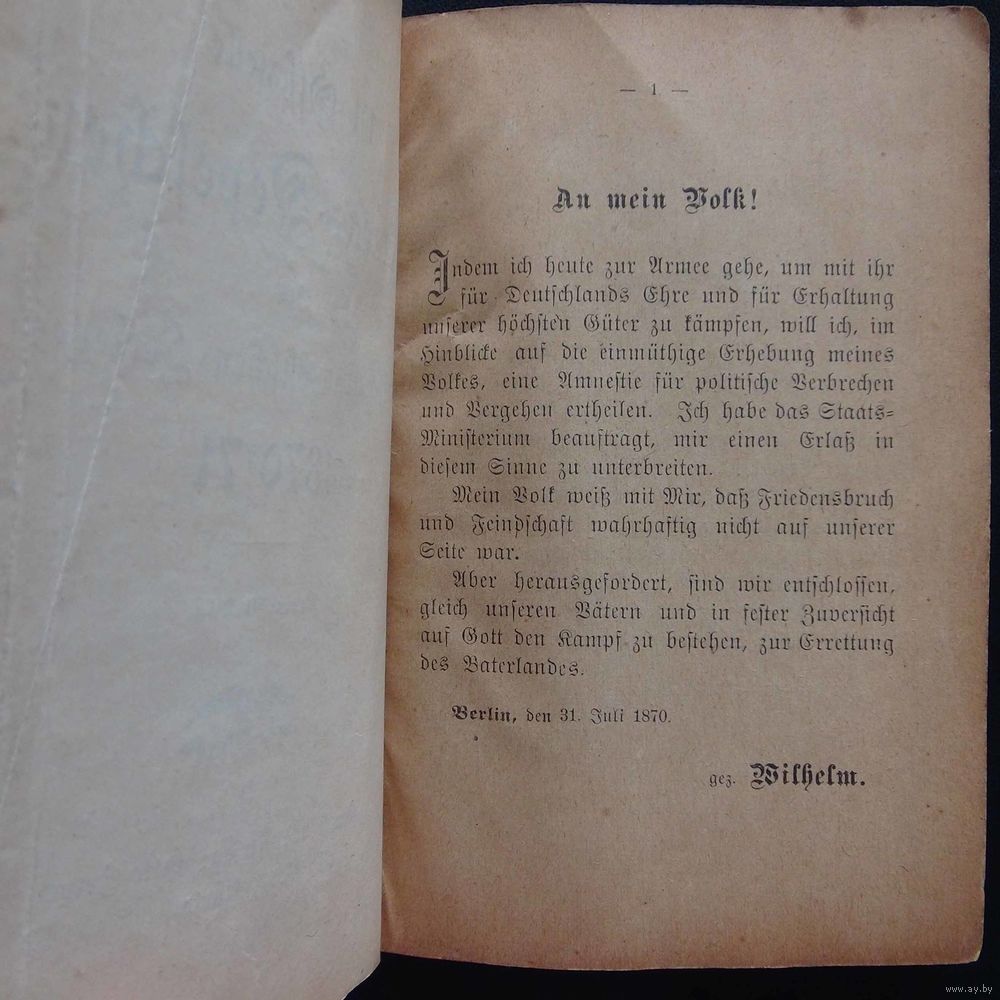 — 1 —
An mein Volk!
Indem ich heute zur Armee gehe, um mit ihr
für Deutschlands Ehre und für Erhaltung
unserer höchsten Güter zu kämpfen, will ich, im
Hinblicke auf die einmüthige Erhebung meines
Volkes, eine Amnestie für politische Verbrechen
und Vergehen ertheilen. Ich habe das Staats-
Ministerium beauftragt, mir einen Erlaß in
diesem Sinne zu unterbreiten.
Mein Volk weiß mit Mir, daß Friedensbruch
und Feindschaft wahrhaftig nicht auf unserer
Seite war.
Aber herausgefordert, sind wir entschlossen,
gleich unseren Vätern und in fester Zuversicht
auf Gott den Kampf zu bestehen, zur Errettung
des Vaterlandes.
Berlin, den 31. Juli 1870.
gez. Wilhelm.
www.ay.by